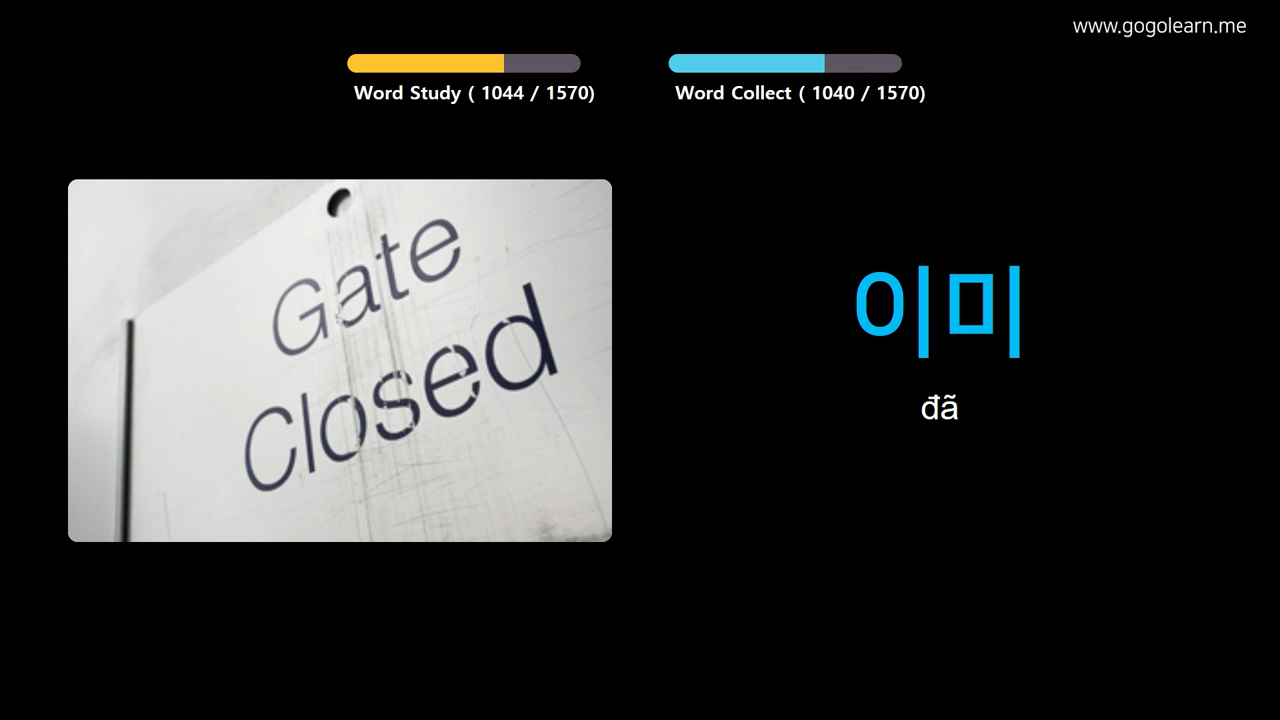 www.gogolearn.me
Word Study ( 1044 / 1570)
Word Collect ( 1040 / 1570)
Gate
Closed
이미
đã